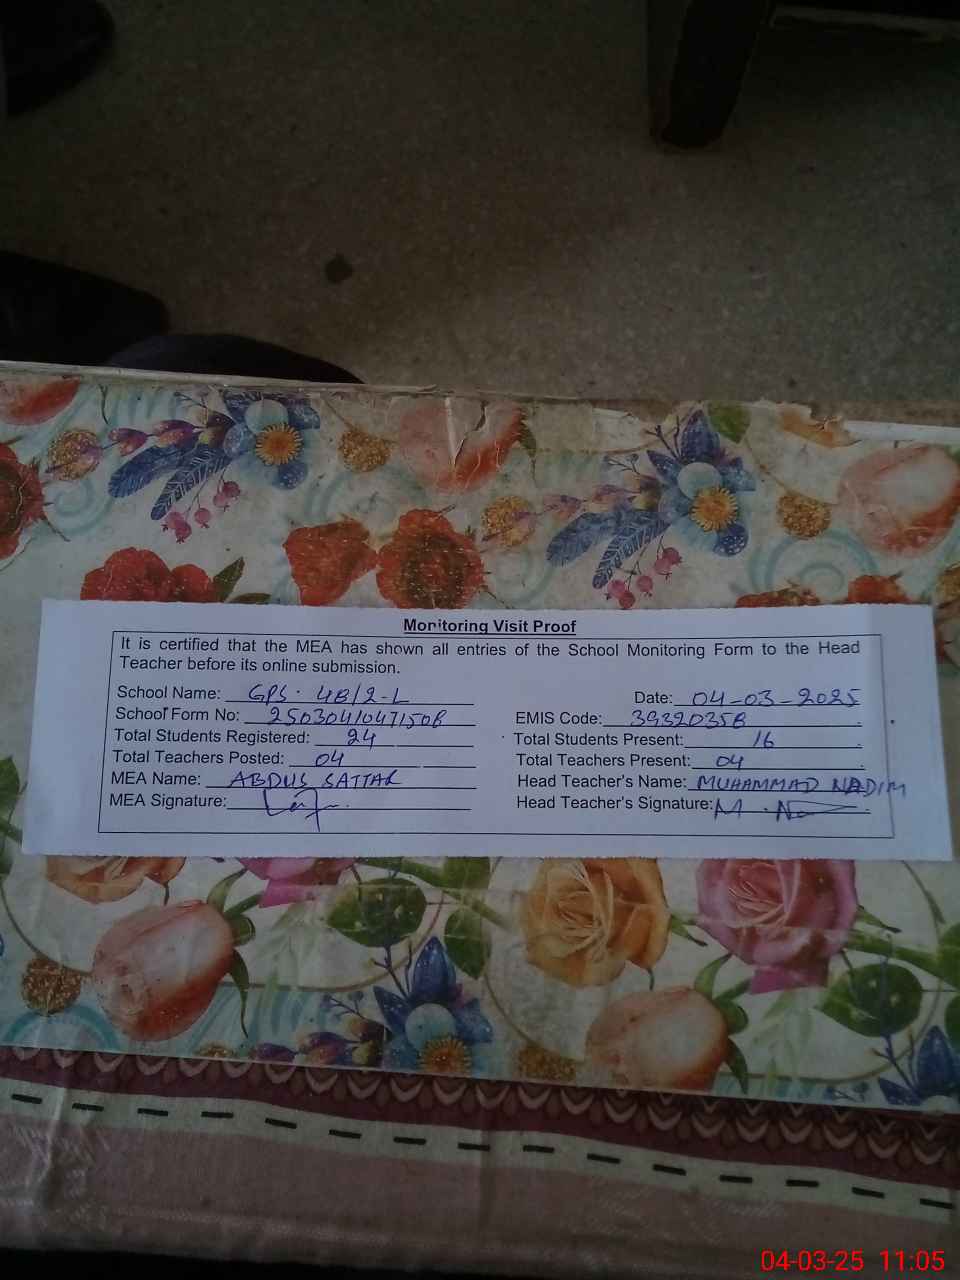 Monitoring Visit Proof
It is certified that the MEA has shown all entries of the School Monitoring Form to the Head
Teacher before its online submission.
School Name: GPS. 48/2-L Date: 04-03-2025
School Form No: 25030410471508 EMIS Code: 39320358
Total Students Registered: 24 Total Students Present: 16
Total Teachers Posted: 04 Total Teachers Present: 04
MEA Name: ABDUS SATTAR Head Teacher's Name: MUHAMMAD NADIM
MEA Signature: Head Teacher's Signature:
04-03-25 11:05